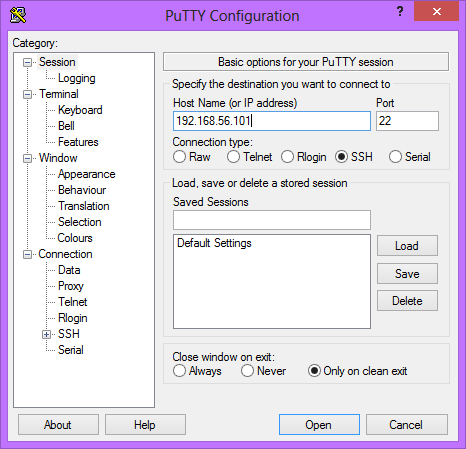 PuTTY Configuration
?
Category:
Session
Logging
Terminal
Keyboard
Bell
Features
Window
Appearance
Behaviour
Translation
Selection
Colours
Connection
Data
Proxy
Telnet
Rlogin
SSH
Serial
Basic options for your PuTTY session
Specify the destination you want to connect to
Host Name (or IP address) Port
192.168.56.101 22
Connection type:
Raw Telnet Rlogin SSH Serial
Load, save or delete a stored session
Saved Sessions
Default Settings
Load
Save
Delete
Close window on exit:
Always Never Only on clean exit
About Help Open Cancel